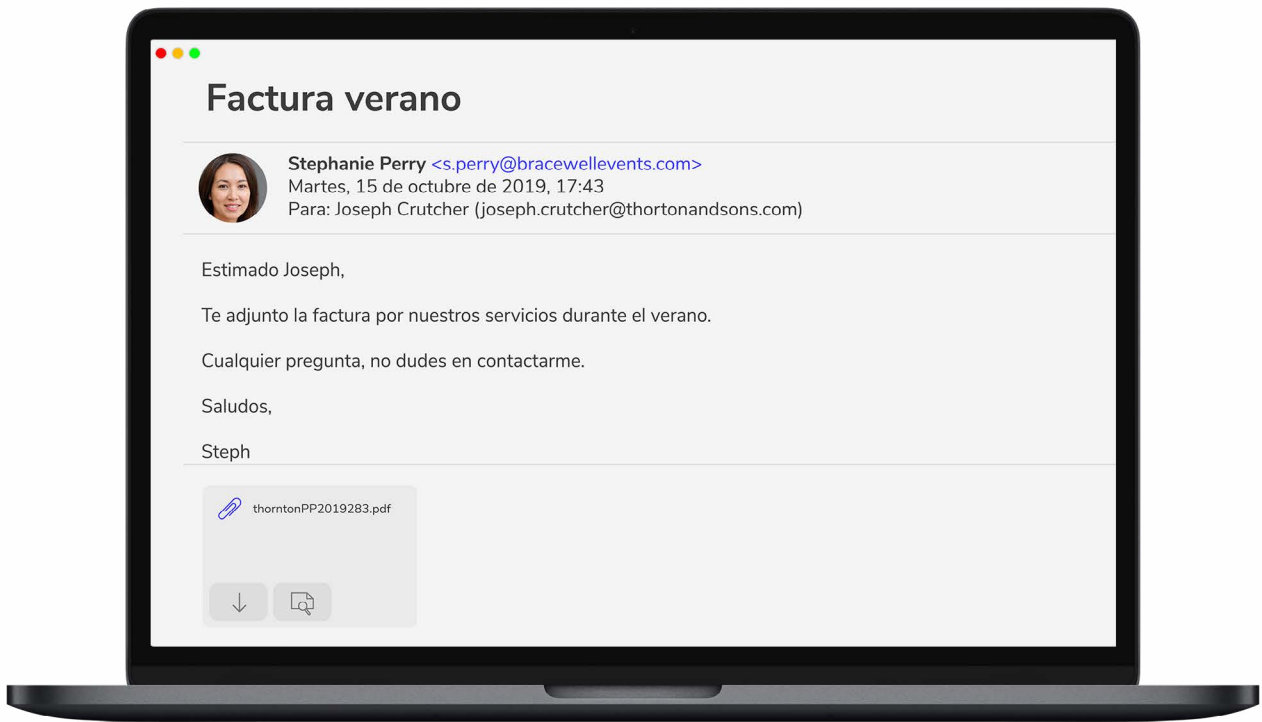 Factura verano
Stephanie Perry <s.perry@bracewellevents.com>
Martes, 15 de octubre de 2019, 17:43
Para: Joseph Crutcher (joseph.crutcher@thortonandsons.com)
Estimado Joseph,
Te adjunto la factura por nuestros servicios durante el verano.
Cualquier pregunta, no dudes en contactarme.
Saludos,
Steph
thorntonPP2019283.pdf